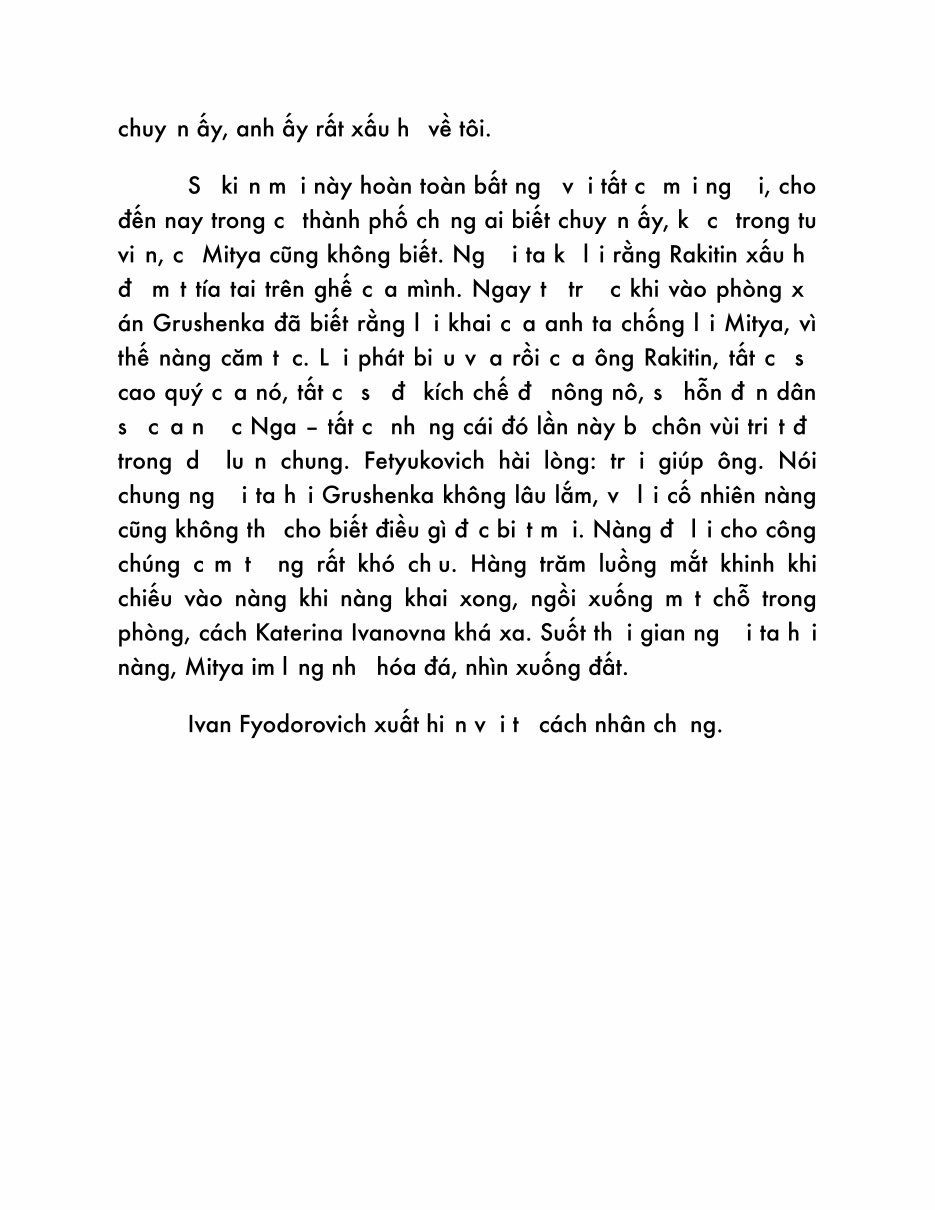 chuy n ấy, anh ấy rất xấu h về tôi.
S ki n m i này hoàn toàn bất ng v i tất c m i ng i, cho
đến nay trong c thành phố ch ng ai biết chuy n ấy, k c trong tu
vi n, c Mitya cũng không biết. Ng i ta k l i rằng Rakitin xấu h
đ m t tía tai trên ghế c a mình. Ngay t tr c khi vào phòng x
án Grushenka đã biết rằng l i khai c a anh ta chống l i Mitya, vì
thế nàng căm t c. L i phát bi u v a rồi c a ông Rakitin, tất c s
cao quý c a nó, tất c s đ kích chế đ nông nô, s hỗn đ n dân
s c a n c Nga – tất c nh ng cái đó lần này b chôn vùi tri t đ
trong d lu n chung. Fetyukovich hài lòng: tr i giúp ông. Nói
chung ng i ta h i Grushenka không lâu lắm, v l i cố nhiên nàng
cũng không th cho biết điều gì đ c bi t m i. Nàng đ l i cho công
chúng c m t ng rất khó ch u. Hàng trăm luồng mắt khinh khi
chiếu vào nàng khi nàng khai xong, ngồi xuống m t chỗ trong
phòng, cách Katerina Ivanovna khá xa. Suốt th i gian ng i ta h i
nàng, Mitya im l ng nh hóa đá, nhìn xuống đất.
Ivan Fyodorovich xuất hi n v i t cách nhân ch ng.